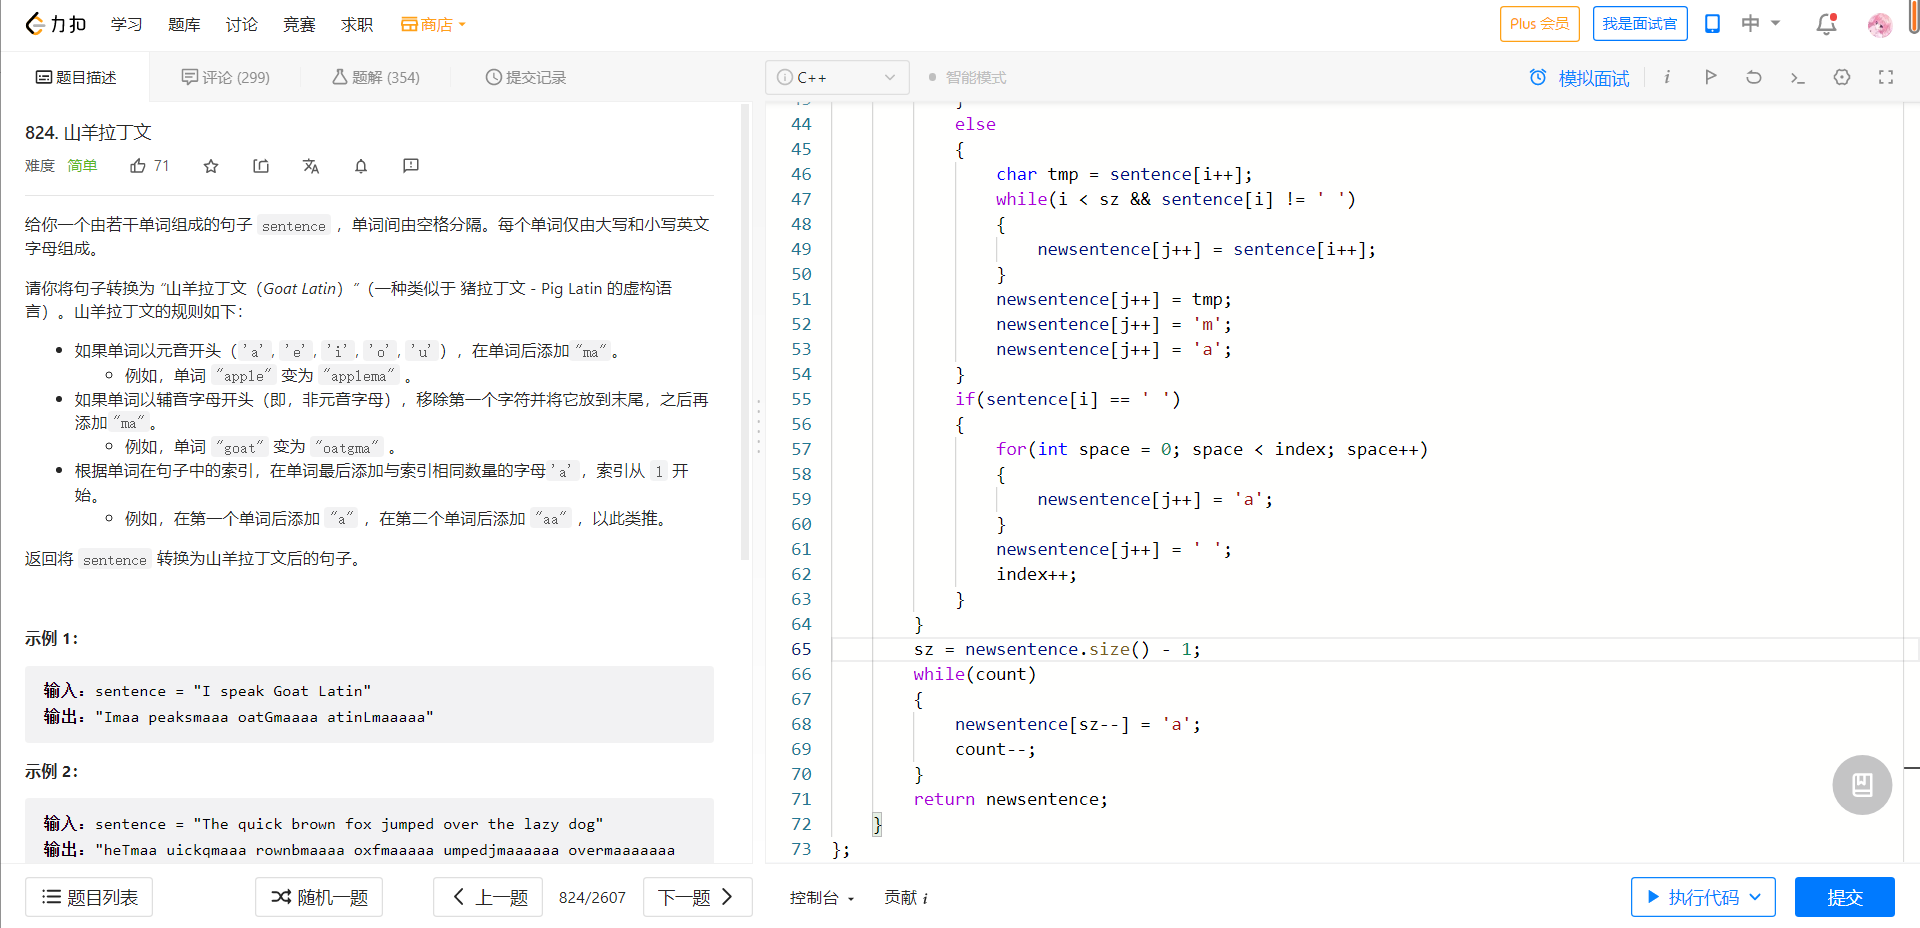 力扣 学习 题库 讨论 竞赛 求职 商店 Plus 会员 我是面试官 中
题目描述 评论 (299) 题解 (354) 提交记录
824. 山羊拉丁文
难度 简单 71
给你一个由若干单词组成的句子 sentence ，单词间由空格分隔。每个单词仅由大写和小写英文
字母组成。
请你将句子转换为 “山羊拉丁文（Goat Latin）”（一种类似于 猪拉丁文 - Pig Latin 的虚构语
言）。山羊拉丁文的规则如下：
如果单词以元音开头（'a', 'e', 'i', 'o', 'u'），在单词后添加"ma"。
例如，单词 "apple" 变为 "applema" 。
如果单词以辅音字母开头（即，非元音字母），移除第一个字符并将它放到末尾，之后再
添加"ma"。
例如，单词 "goat" 变为 "oatgma" 。
根据单词在句子中的索引，在单词最后添加与索引相同数量的字母'a'，索引从 1 开
始。
例如，在第一个单词后添加 "a" ，在第二个单词后添加 "aa" ，以此类推。
返回将 sentence 转换为山羊拉丁文后的句子。
示例 1：
输入：sentence = "I speak Goat Latin"
输出："Imaa peaksmaaa oatGmaaaa atinLmaaaaa"
示例 2：
输入：sentence = "The quick brown fox jumped over the lazy dog"
输出："heTmaa uickqmaaa rownbmaaaa oxfmaaaaa umpedjmaaaaaa overmaaaaaaa
题目列表 随机一题 上一题 824/2607 下一题
C++ 智能模式 模拟面试 i
43 }
44 else
45 {
46 char tmp = sentence[i++];
47 while(i < sz && sentence[i] != ' ')
48 {
49 newsentence[j++] = sentence[i++];
50 }
51 newsentence[j++] = tmp;
52 newsentence[j++] = 'm';
53 newsentence[j++] = 'a';
54 }
55 if(sentence[i] == ' ')
56 {
57 for(int space = 0; space < index; space++)
58 {
59 newsentence[j++] = 'a';
60 }
61 newsentence[j++] = ' ';
62 index++;
63 }
64 }
65 sz = newsentence.size() - 1;
66 while(count)
67 {
68 newsentence[sz--] = 'a';
69 count--;
70 }
71 return newsentence;
72 }
73 };
控制台 贡献 i 执行代码 提交